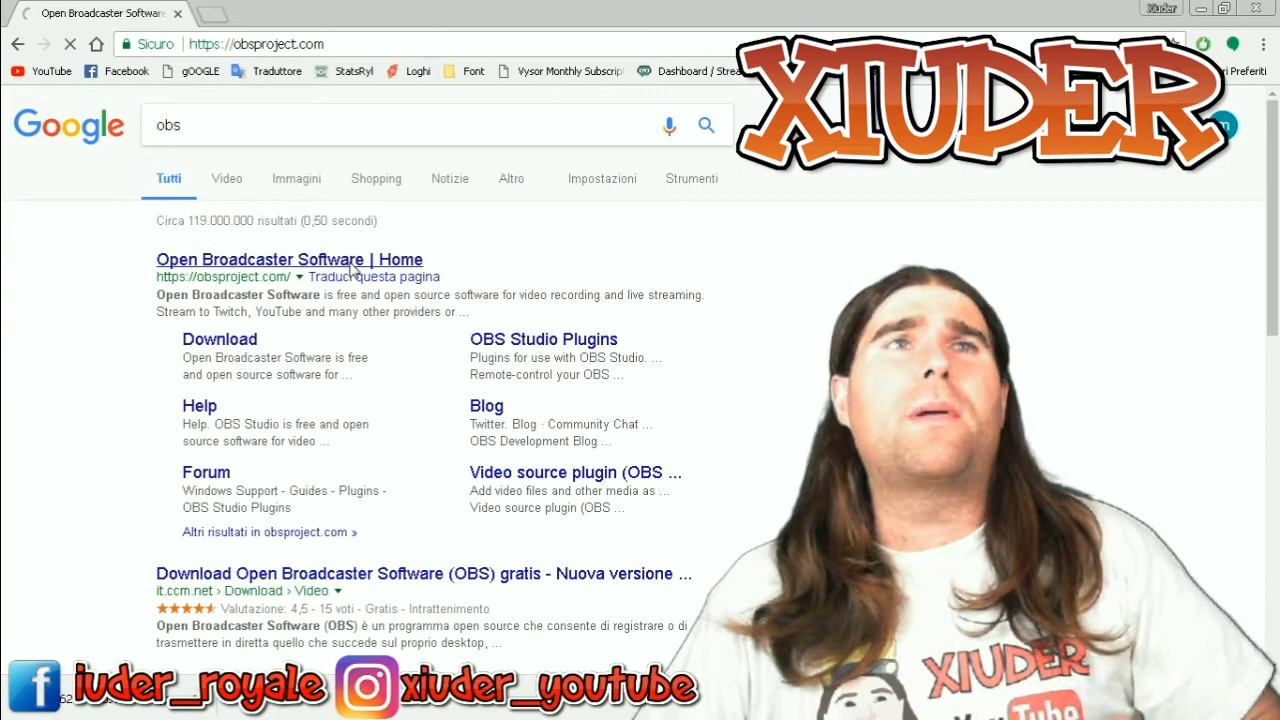 Open Broadcaster Software
Xiuder
Sicuro https://obsproject.com
YouTube Facebook gOOGLE Traduttore StatsRyl Loghi Font Vysor Monthly Subscrip Dashboard / Strea ri Preferiti
XIUDER
Google obs
m
Tutti Video Immagini Shopping Notizie Altro Impostazioni Strumenti
Circa 119.000.000 risultati (0,50 secondi)
Open Broadcaster Software | Home
https://obsproject.com/ Traduci questa pagina
Open Broadcaster Software is free and open source software for video recording and live streaming.
Stream to Twitch, YouTube and many other providers or ...
Download
Open Broadcaster Software is free
and open source software for ...
OBS Studio Plugins
Plugins for use with OBS Studio. ...
Remote-control your OBS ...
Help
Help. OBS Studio is free and open
source software for video ...
Blog
Twitter. Blog · Community Chat ...
OBS Development Blog ...
Forum
Windows Support - Guides - Plugins -
OBS Studio Plugins
Video source plugin (OBS ...
Add video files and other media as ...
Video source plugin (OBS ...
Altri risultati in obsproject.com »
Download Open Broadcaster Software (OBS) gratis - Nuova versione ...
it.ccm.net › Download › Video
Valutazione: 4,5 - 15 voti - Gratis - Intrattenimento
Open Broadcaster Software (OBS) è un programma open source che consente di registrare o di
trasmettere in diretta quello che succede sul proprio desktop, ...
XIUDER
YouTube
f iuder_royale xiuder_youtube